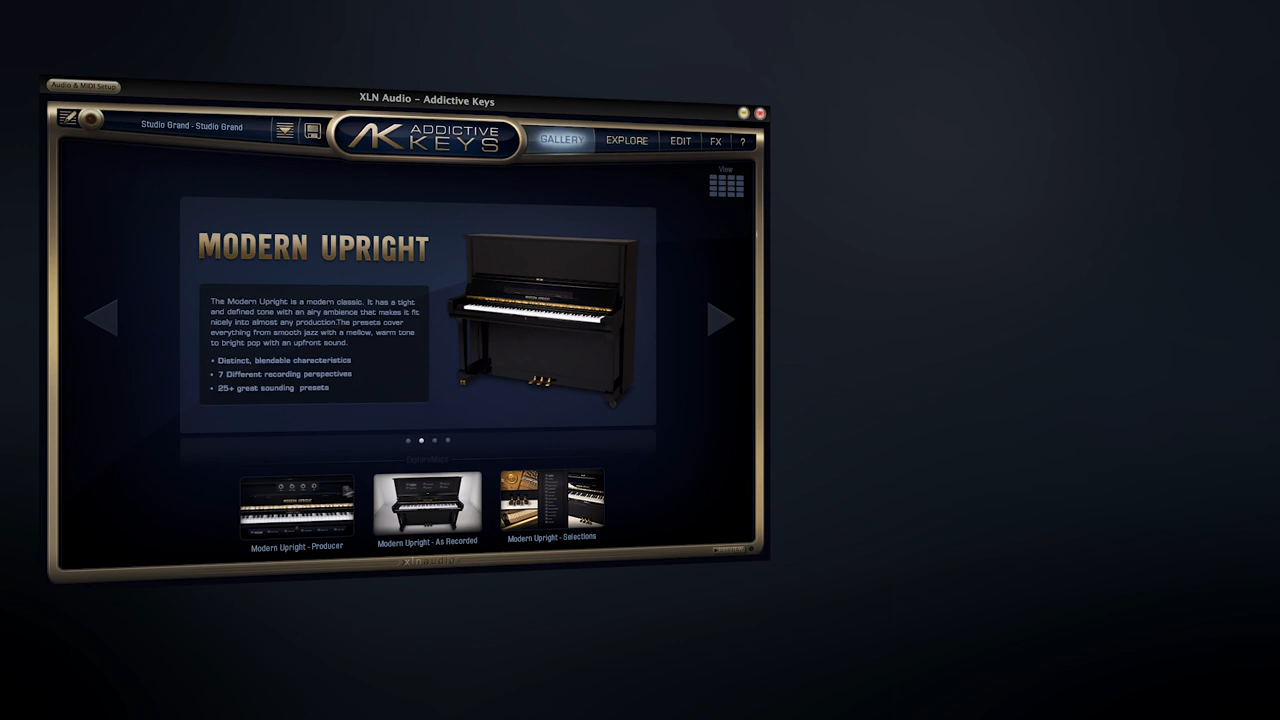 Audio & MIDI Setup
XLN Audio - Addictive Keys
Studio Grand - Studio Grand
AK ADDICTIVE KEYS
GALLERY
EXPLORE
EDIT
FX
?
View
MODERN UPRIGHT
The Modern Upright is a modern classic. It has a tight
and defined tone with an airy ambience that makes it fit
nicely into almost any production.The presets cover
everything from smooth jazz with a mellow, warm tone
to bright pop with an upfront sound.
• Distinct, blendable characteristics
• 7 Different recording perspectives
• 25+ great sounding presets
ExploreMaps
MODERN UPRIGHT
Modern Upright - Producer
Modern Upright - As Recorded
Modern Upright - Selections
xlnaudio